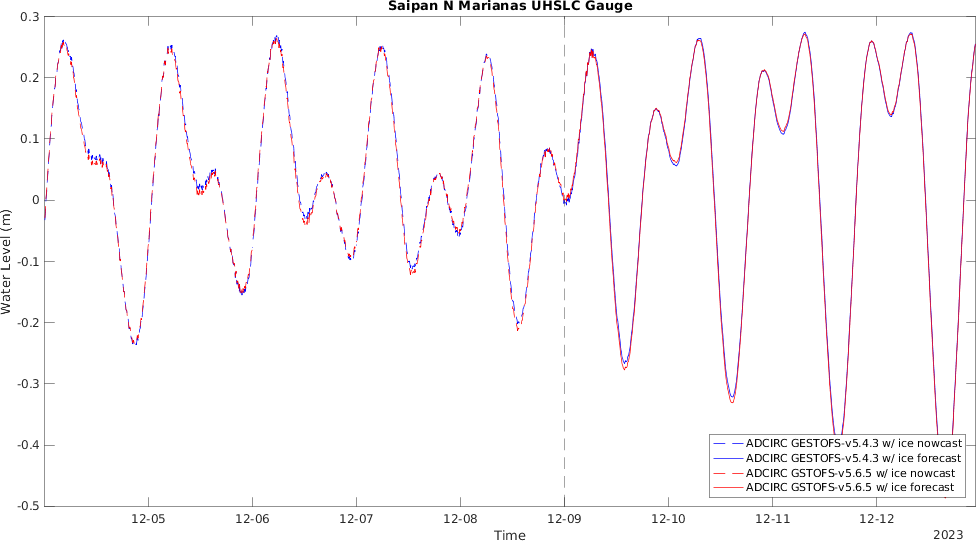 Saipan N Marianas UHSLC Gauge
0.3
0.2
0.1
0
-0.1
-0.2
-0.3
-0.4
-0.5
Water Level (m)
ADCIRC GESTOFS-v5.4.3 w/ ice nowcast
ADCIRC GESTOFS-v5.4.3 w/ ice forecast
ADCIRC GSTOFS-v5.6.5 w/ ice nowcast
ADCIRC GSTOFS-v5.6.5 w/ ice forecast
12-05
12-06
12-07
12-08
12-09
12-10
12-11
12-12
Time
2023